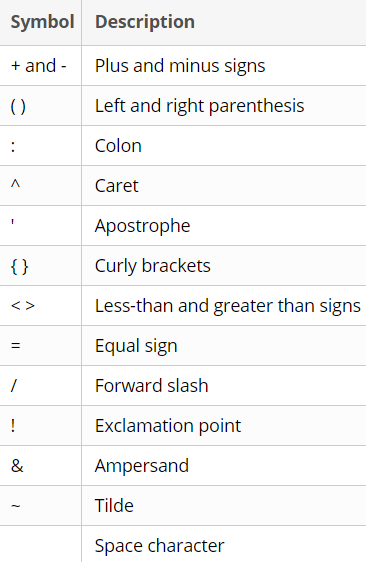 Symbol Description
+ and - Plus and minus signs
( ) Left and right parenthesis
: Colon
^ Caret
' Apostrophe
{ } Curly brackets
< > Less-than and greater than signs
= Equal sign
/ Forward slash
! Exclamation point
& Ampersand
~ Tilde
Space character